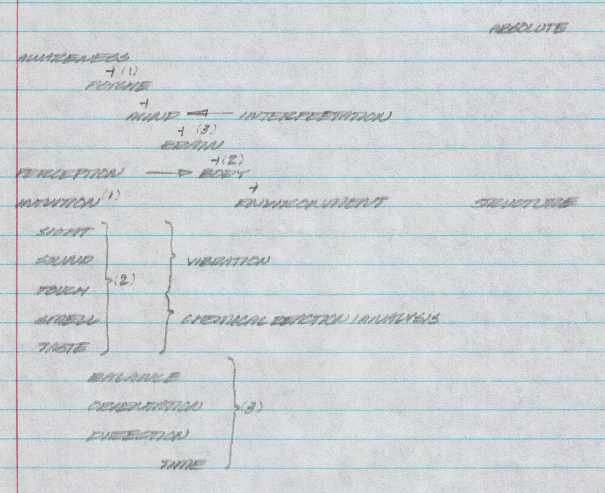 ABSOLUTE
AWARENESS
+ (1)
PSYCHE
+
MIND ← INTERPRETATION
+ (3)
BRAIN
+ (2)
PERCEPTION → BODY
+
INTUITION (1) ENVIRONMENT STRUCTURE
SIGHT
SOUND } VIBRATION
TOUCH } (2)
SMELL } CHEMICAL REACTION / ANALYSIS
TASTE
BALANCE
ORIENTATION } (3)
DIRECTION
TIME